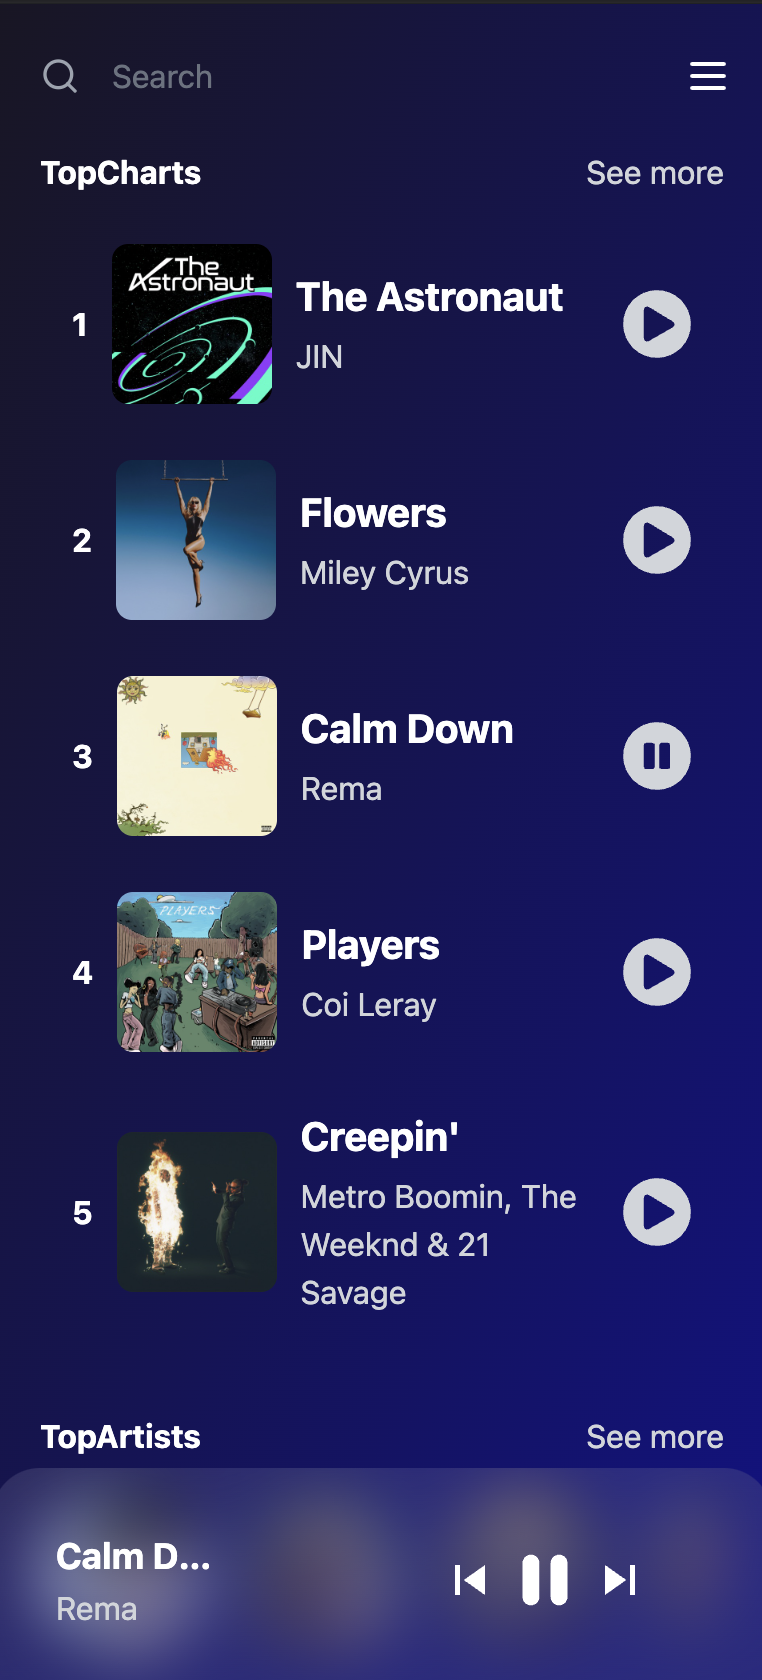 Search
TopCharts
See more
1
The
Astronaut
The Astronaut
JIN
2
Flowers
Miley Cyrus
3
Calm Down
Rema
4
PLAYERS
Players
Coi Leray
5
Creepin'
Metro Boomin, The
Weeknd & 21
Savage
TopArtists
See more
Calm D...
Rema